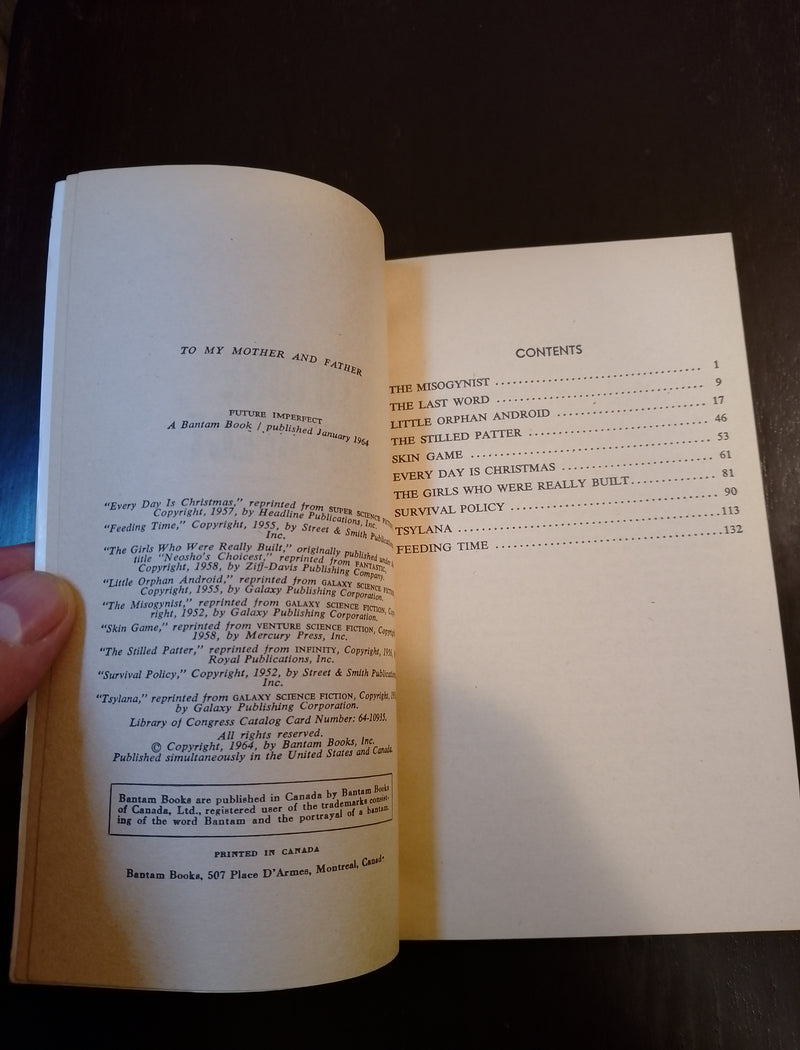 TO MY MOTHER AND FATHER
FUTURE IMPERFECT
A Bantam Book / published January 1964
"Every Day Is Christmas," reprinted from SUPER SCIENCE
Copyright, 1957, by Headline Publications, Inc.
"Feeding Time," Copyright, 1955, by Street & Smith
Inc.
"The Girls Who Were Really Built," originally published
title "Neosho's Choicest," reprinted from FANTASTIC,
Copyright, 1958, by Ziff-Davis Publishing Company.
"Little Orphan Android," reprinted from GALAXY SCIENCE
Copyright, 1955, by Galaxy Publishing Corporation.
"The Misogynist," reprinted from GALAXY SCIENCE FICTION,
right, 1952, by Galaxy Publishing Corporation.
"Skin Game," reprinted from VENTURE SCIENCE FICTION,
1958, by Mercury Press, Inc.
"The Stilled Patter," reprinted from INFINITY, Copyright,
Royal Publications, Inc.
"Survival Policy," Copyright, 1952, by Street & Smith
Inc.
"Tsylana," reprinted from GALAXY SCIENCE FICTION, Copyright,
by Galaxy Publishing Corporation.
Library of Congress Catalog Card Number: 64-10935.
All rights reserved.
© Copyright, 1964, by Bantam Books, Inc.
Published simultaneously in the United States and Canada.
Bantam Books are published in Canada by Bantam Books
of Canada, Ltd., registered user of the trademarks consist-
ing of the word Bantam and the portrayal of a bantam.
PRINTED IN CANADA
Bantam Books, 507 Place D'Armes, Montreal,
CONTENTS
THE MISOGYNIST .................... 1
THE LAST WORD .................... 9
LITTLE ORPHAN ANDROID .................... 17
THE STILLED PATTER .................... 46
SKIN GAME .................... 53
EVERY DAY IS CHRISTMAS .................... 61
THE GIRLS WHO WERE REALLY BUILT .................... 81
SURVIVAL POLICY .................... 90
TSYLANA .................... 113
FEEDING TIME .................... 132